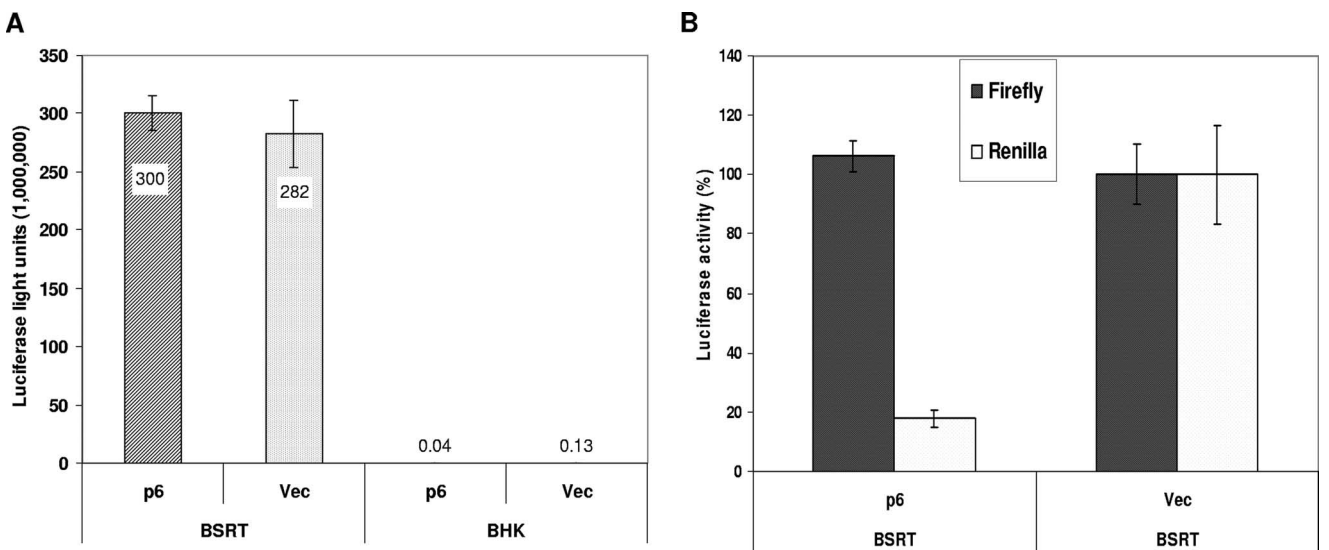 A
Luciferase light units (1,000,000)
350
300
250
200
150
100
50
0
300
282
0.04
0.13
p6
Vec
p6
Vec
BSRT
BHK
B
Luciferase activity (%)
140
120
100
80
60
40
20
0
Firefly
Renilla
p6
Vec
BSRT
BSRT